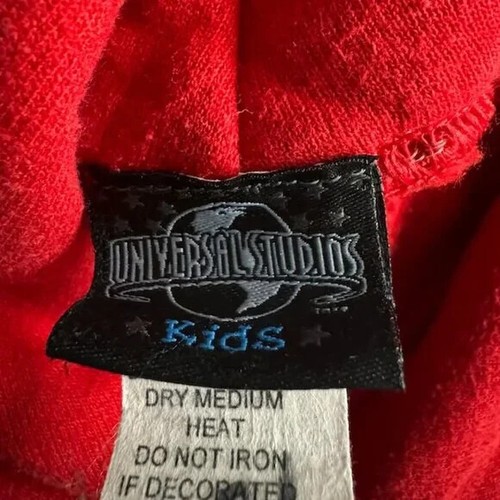 UNIVERSAL STUDIOS
Kids
DRY MEDIUM
HEAT
DO NOT IRON
IF DECORATED